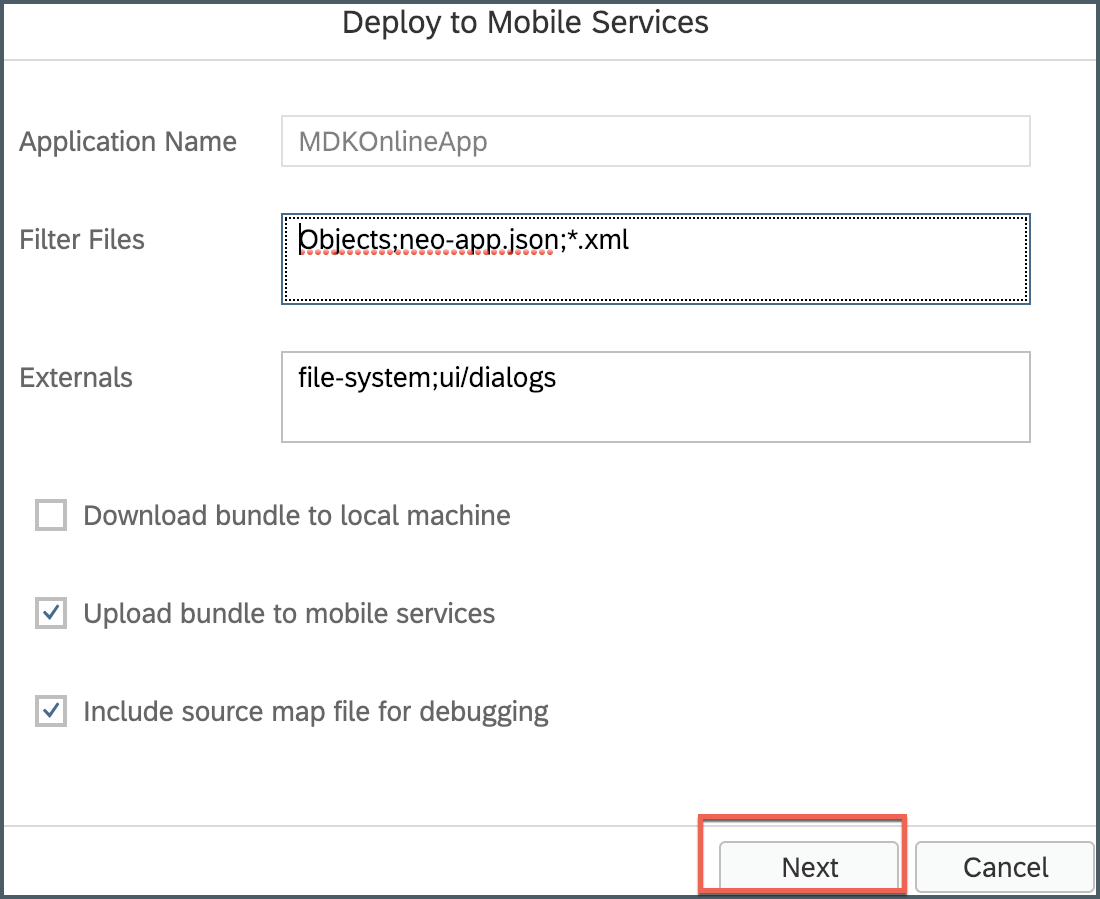 Deploy to Mobile Services
Application Name
MDKOnlineApp
Filter Files
Objects;neo-app.json;*.xml
Externals
file-system;ui/dialogs
Download bundle to local machine
Upload bundle to mobile services
Include source map file for debugging
Next
Cancel